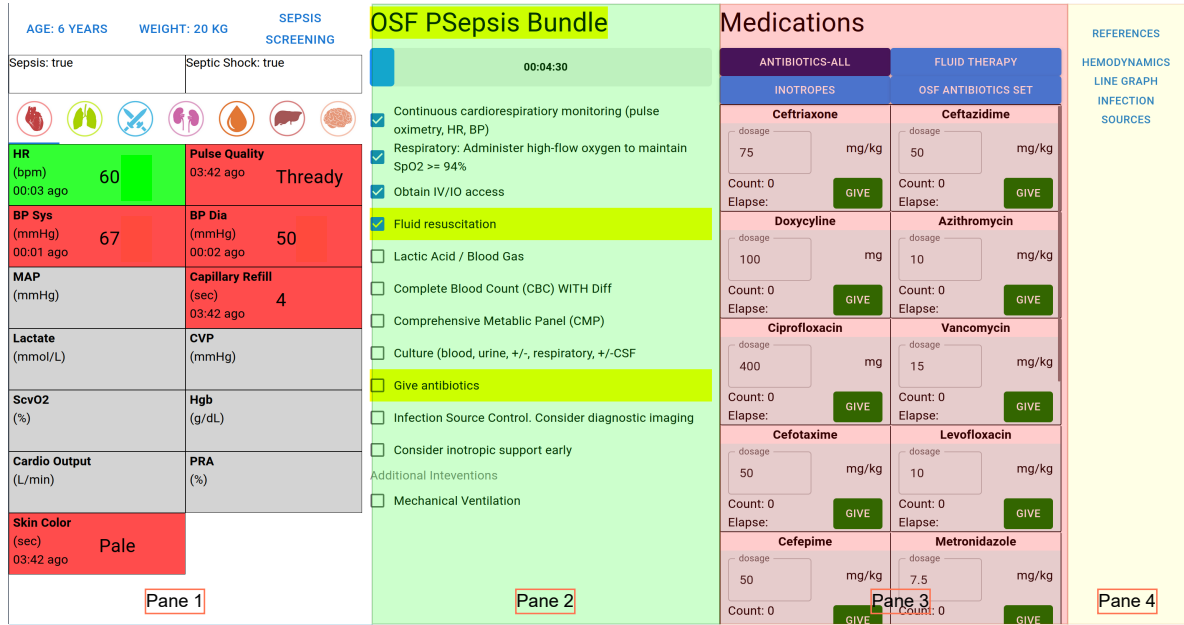 AGE: 6 YEARS
WEIGHT: 20 KG
SEPSIS
SCREENING
Sepsis: true
Septic Shock: true
HR
(bpm)
00:03 ago
60
Pulse Quality
03:42 ago
Thready
BP Sys
(mmHg)
00:01 ago
67
BP Dia
(mmHg)
00:02 ago
50
MAP
(mmHg)
Capillary Refill
(sec)
03:42 ago
4
Lactate
(mmol/L)
CVP
(mmHg)
ScvO2
(%)
Hgb
(g/dL)
Cardio Output
(L/min)
PRA
(%)
Skin Color
(sec)
03:42 ago
Pale
Pane 1
OSF PSepsis Bundle
00:04:30
Continuous cardiorespiratiory monitoring (pulse
oximetry, HR, BP)
Respiratory: Administer high-flow oxygen to maintain
SpO2 >= 94%
Obtain IV/IO access
Fluid resuscitation
Lactic Acid / Blood Gas
Complete Blood Count (CBC) WITH Diff
Comprehensive Metablic Panel (CMP)
Culture (blood, urine, +/-, respiratory, +/-CSF
Give antibiotics
Infection Source Control. Consider diagnostic imaging
Consider inotropic support early
Additional Inteventions
Mechanical Ventilation
Pane 2
Medications
ANTIBIOTICS-ALL
FLUID THERAPY
INOTROPES
OSF ANTIBIOTICS SET
Ceftriaxone
dosage
75
mg/kg
Count: 0
Elapse:
GIVE
Ceftazidime
dosage
50
mg/kg
Count: 0
Elapse:
GIVE
Doxycyline
dosage
100
mg
Count: 0
Elapse:
GIVE
Azithromycin
dosage
10
mg/kg
Count: 0
Elapse:
GIVE
Ciprofloxacin
dosage
400
mg
Count: 0
Elapse:
GIVE
Vancomycin
dosage
15
mg/kg
Count: 0
Elapse:
GIVE
Cefotaxime
dosage
50
mg/kg
Count: 0
Elapse:
GIVE
Levofloxacin
dosage
10
mg/kg
Count: 0
Elapse:
GIVE
Cefepime
dosage
50
mg/kg
Count: 0
GIVE
Metronidazole
dosage
7.5
mg/kg
Count: 0
GIVE
Pane 3
REFERENCES
HEMODYNAMICS
LINE GRAPH
INFECTION
SOURCES
Pane 4